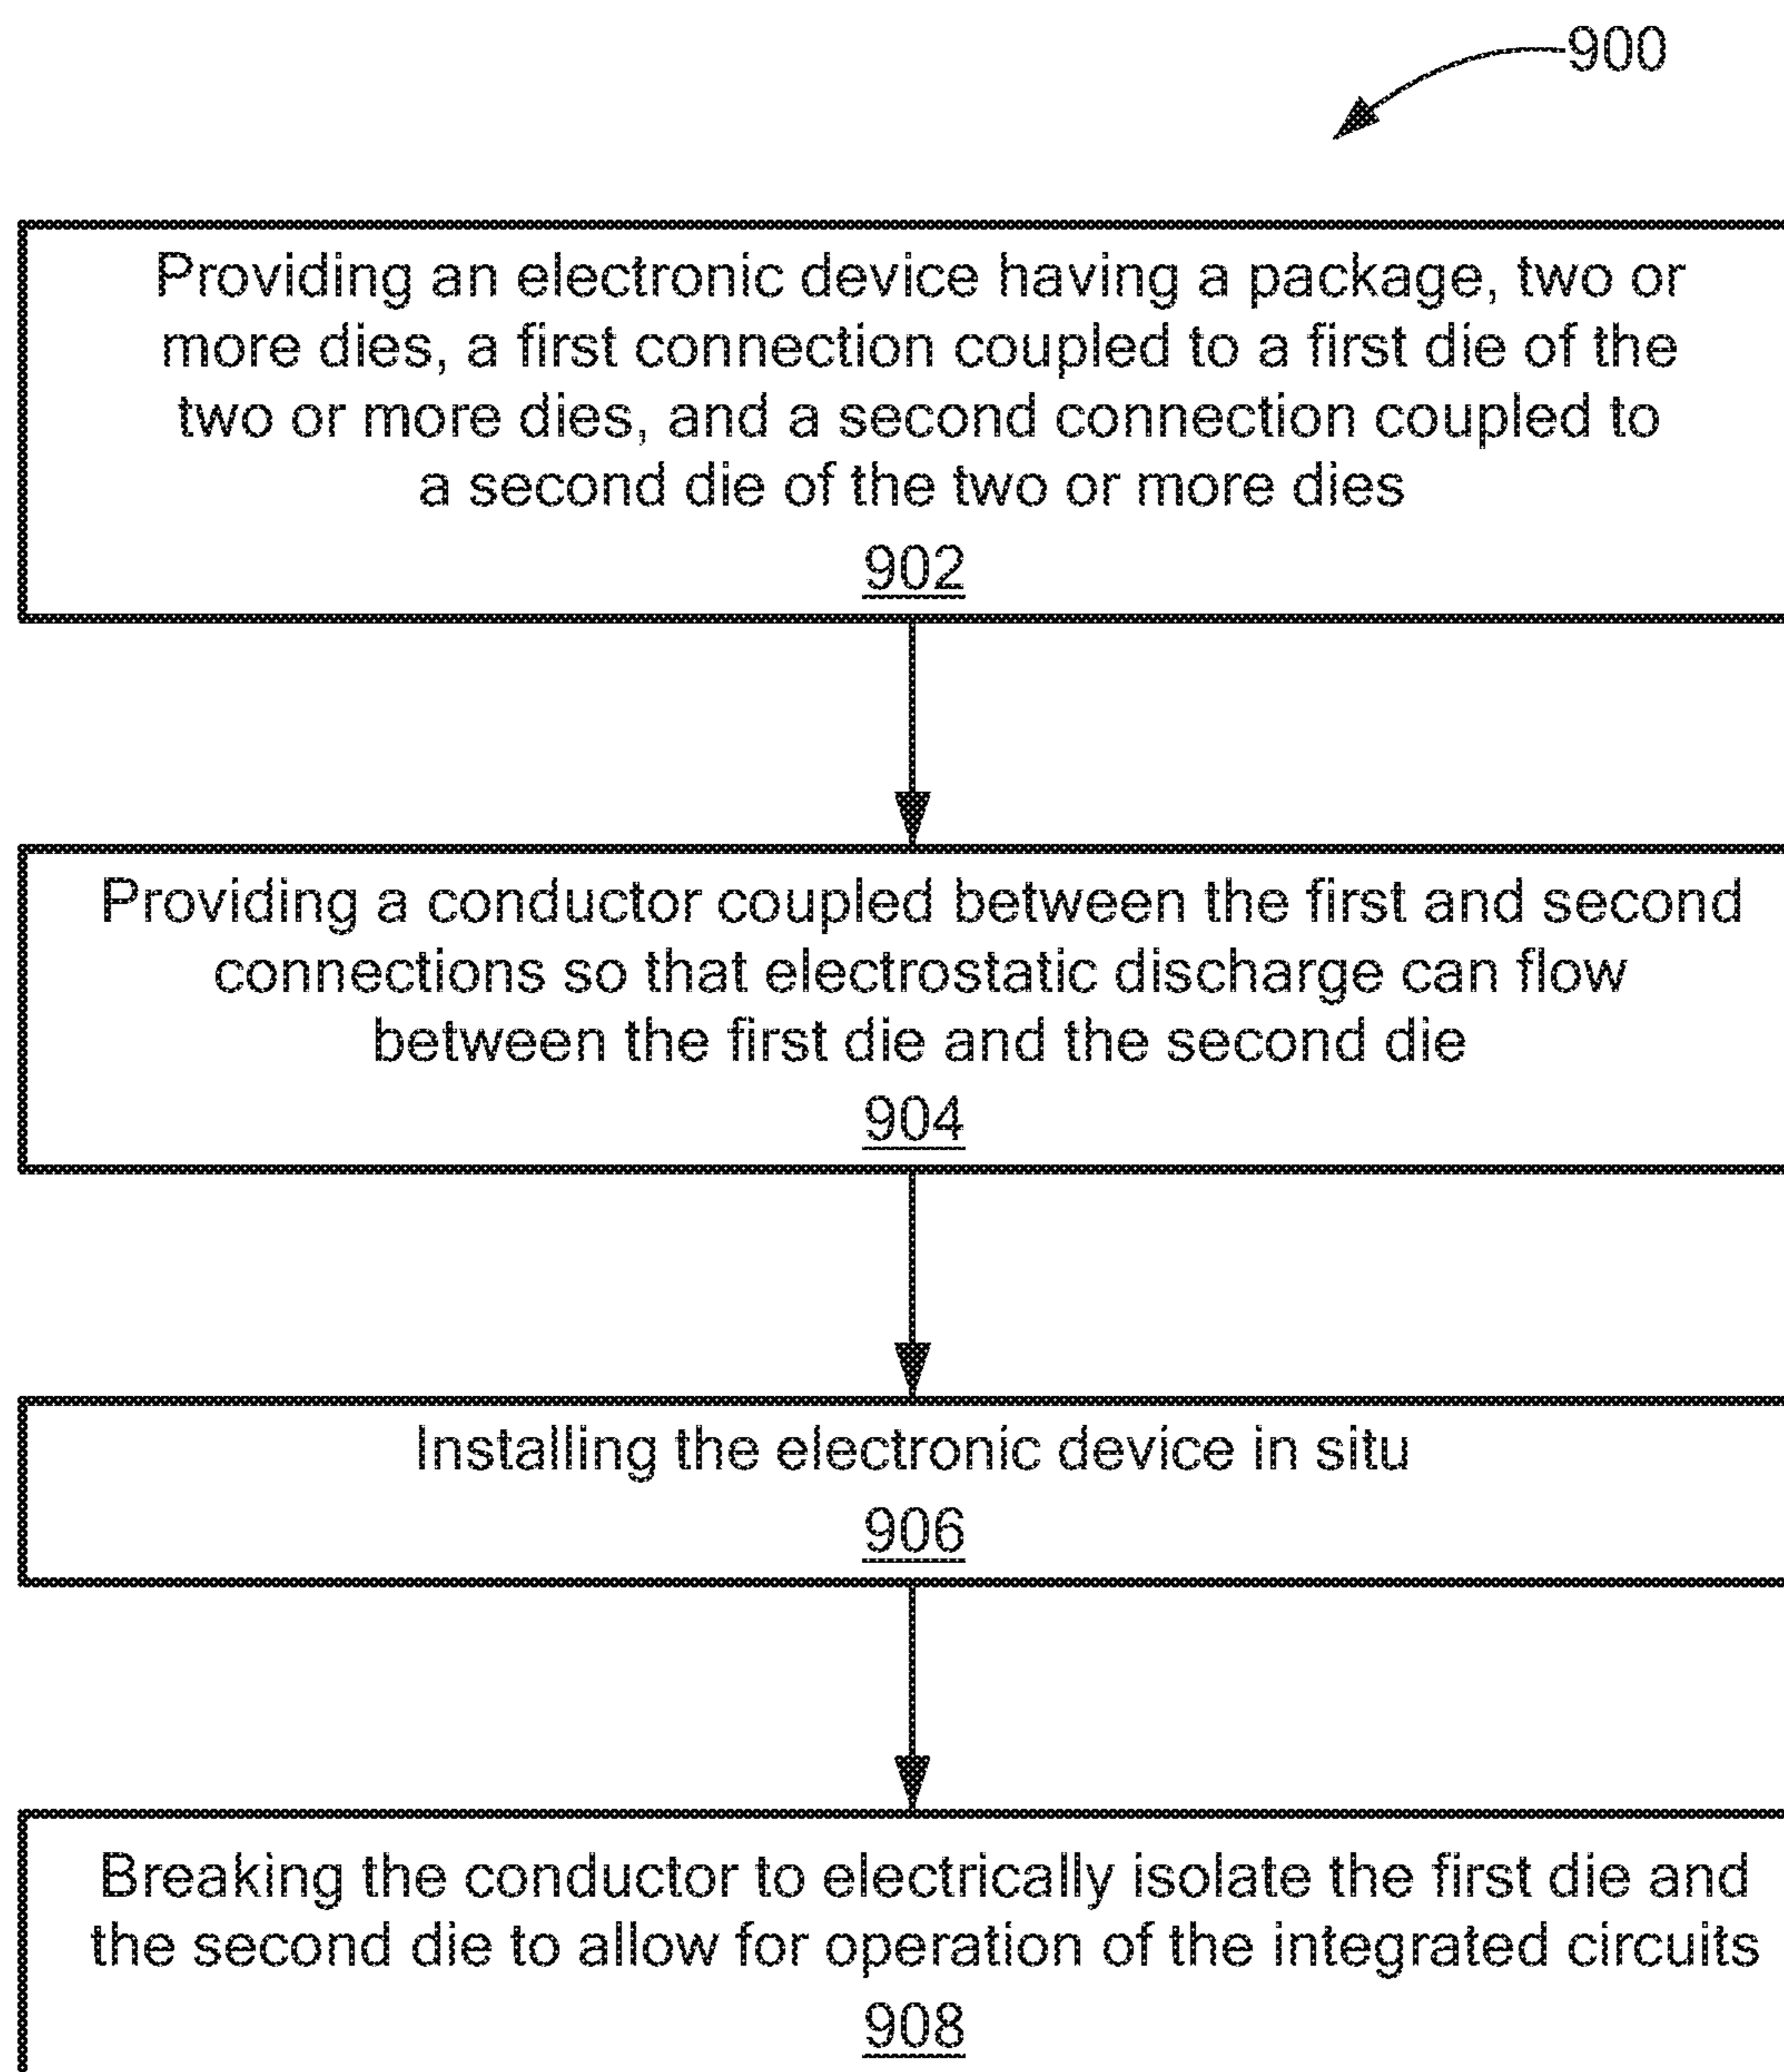 900
Providing an electronic device having a package, two or
more dies, a first connection coupled to a first die of the
two or more dies, and a second connection coupled to
a second die of the two or more dies
902
Providing a conductor coupled between the first and second
connections so that electrostatic discharge can flow
between the first die and the second die
904
Installing the electronic device in situ
906
Breaking the conductor to electrically isolate the first die and
the second die to allow for operation of the integrated circuits
908